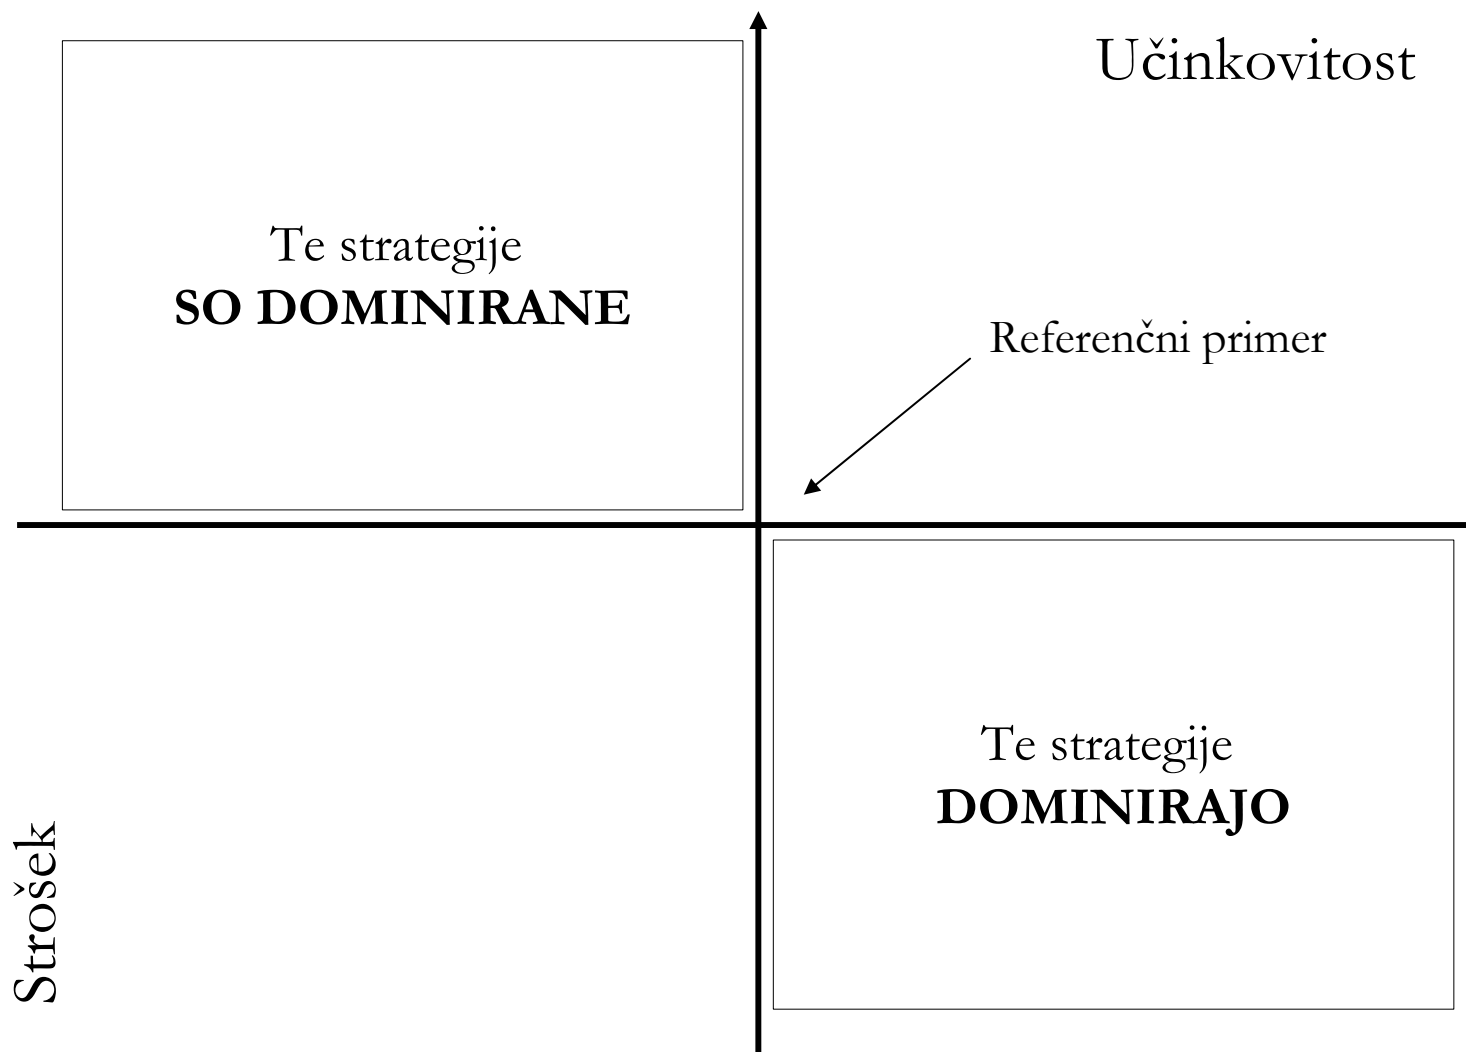 Učinkovitost
Te strategije
SO DOMINIRANE
Referenčni primer
Te strategije
DOMINIRAJO
Strošek